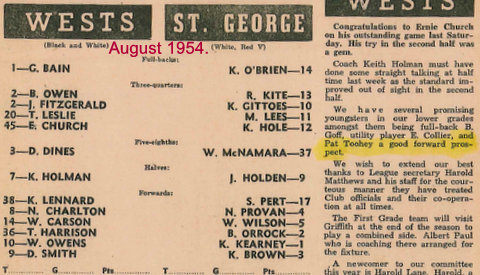 WESTS
(Black and White)
ST. GEORGE
(White, Red V)
August 1954.
Full-backs:
1—G. BAIN K. O'BRIEN—14
Three-quarters:
2—B. OWEN R. KITE—13
2—J. FITZGERALD K. GITTOES—10
20—T. LESLIE M. LEES—11
45—E. CHURCH K. HOLE—12
Five-eighths:
3—D. DINES W. McNAMARA—37
Halves:
7—K. HOLMAN J. HOLDEN—9
Forwards:
38—K. LENNARD S. PERT—17
8—N. CHARLTON N. PROVAN—4
14—W. CARSON W. WILSON—5
36—T. HARRISON B. ORROCK—2
10—W. OWENS K. KEARNEY—1
9—D. SMITH K. BROWN—3
T. G. Pts T. G. Pts
WESTS
Congratulations to Ernie Church
on his outstanding game last Satur-
day. His try in the second half was
a gem.
Coach Keith Holman must have
done some straight talking at half
time last week as the standard im-
proved out of sight in the second
half.
We have several promising
youngsters in our lower grades
amongst them being full-back B.
Goff, utility player E. Collier, and
Pat Toohey a good forward pros-
pect.
We wish to extend our best
thanks to League secretary Harold
Matthews and his staff for the cour-
teous manner they have treated
Club officials and their co-opera-
tion at all times.
The First Grade team will visit
Griffith at the end of the season to
play a combined side. Albert Paul
who is coaching there arranged for
the fixture.
A newcomer to our committee
this year is Harold Lane. Harold, a